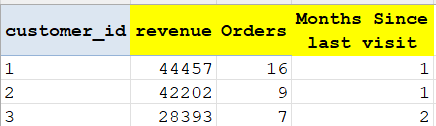 customer_id revenue Orders Months Since last visit
1 44457 16 1
2 42202 9 1
3 28393 7 2